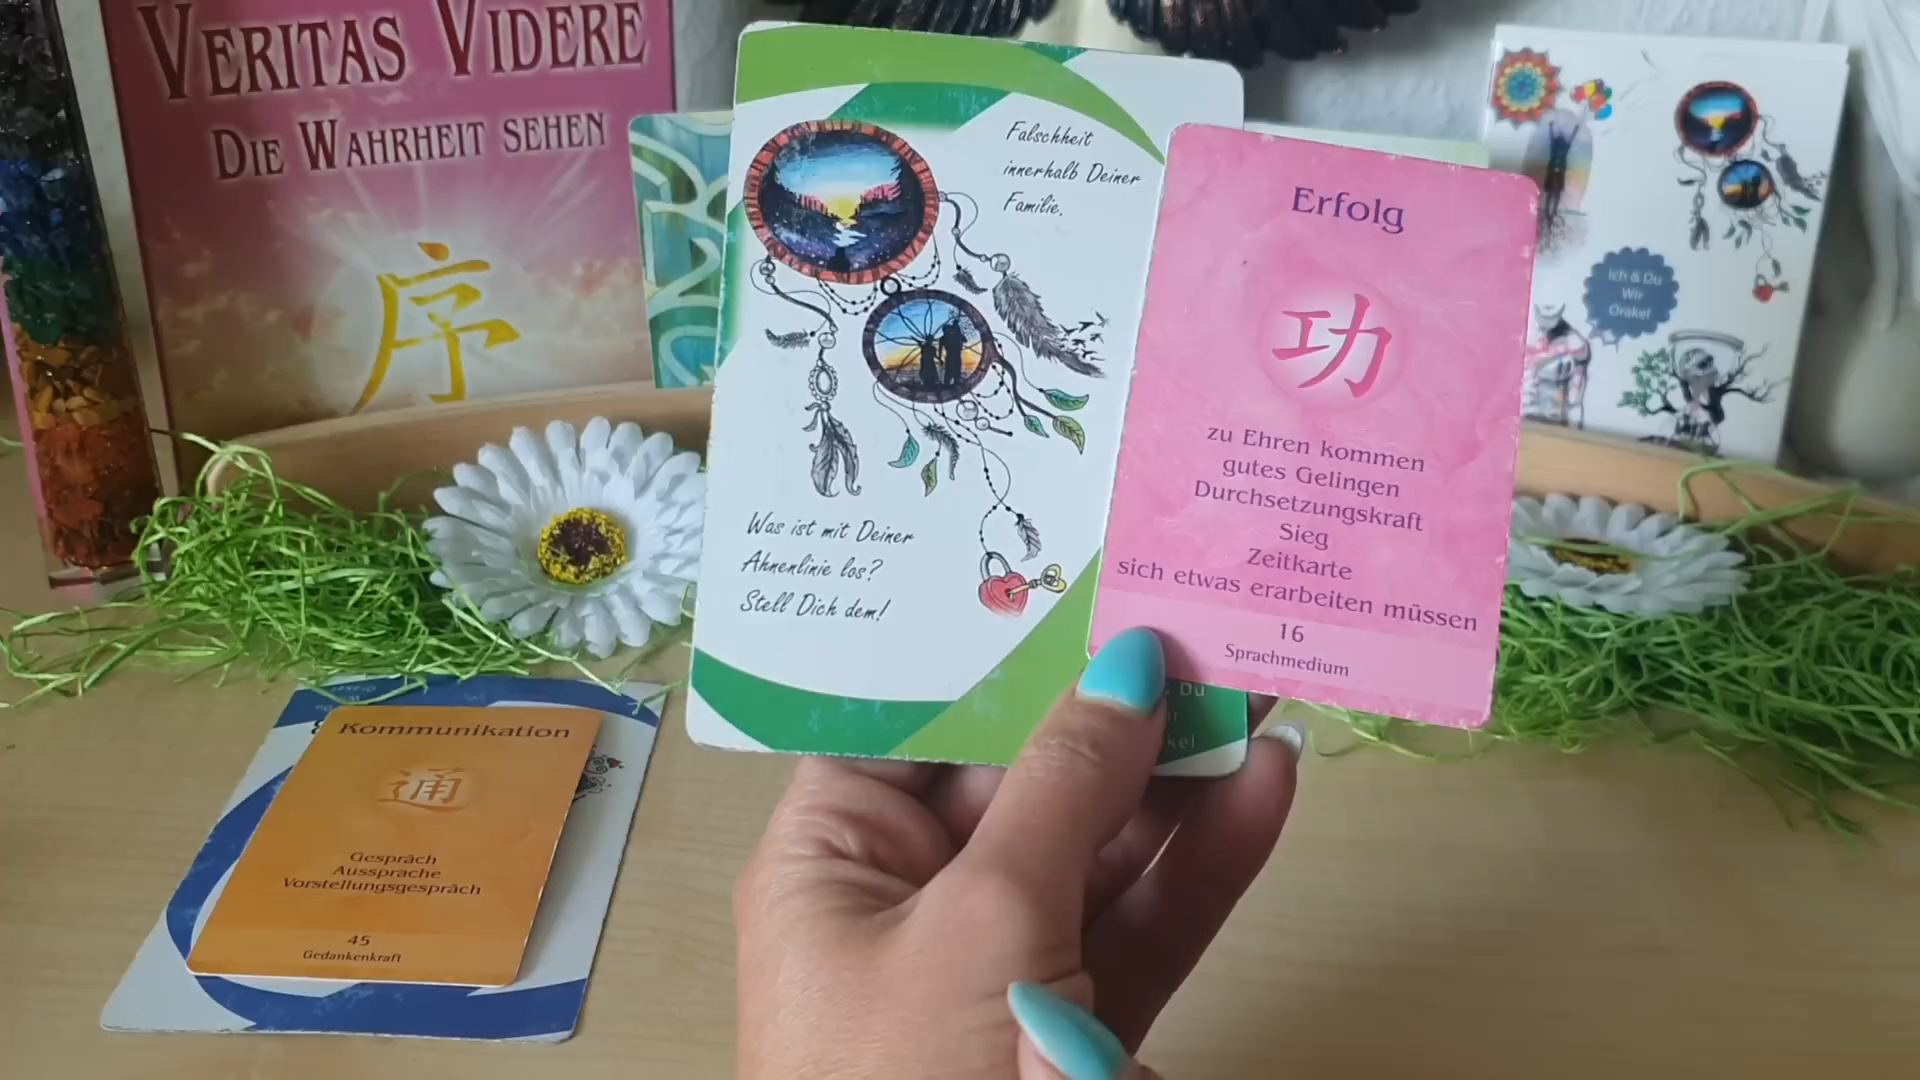 VERITAS VIDERE
DIE WAHRHEIT SEHEN
序
Falschheit
innerhalb Deiner
Familie.
Was ist mit Deiner
Ahnenlinie los?
Stell Dich dem!
Erfolg
功
zu Ehren kommen
gutes Gelingen
Durchsetzungskraft
Sieg
Zeitkarte
sich etwas erarbeiten müssen
16
Sprachmedium
Du
Ich & Du
Wir
Orakel
Kommunikation
通
Gespräch
Aussprache
Vorstellungsgespräch
45
Gedankenkraft